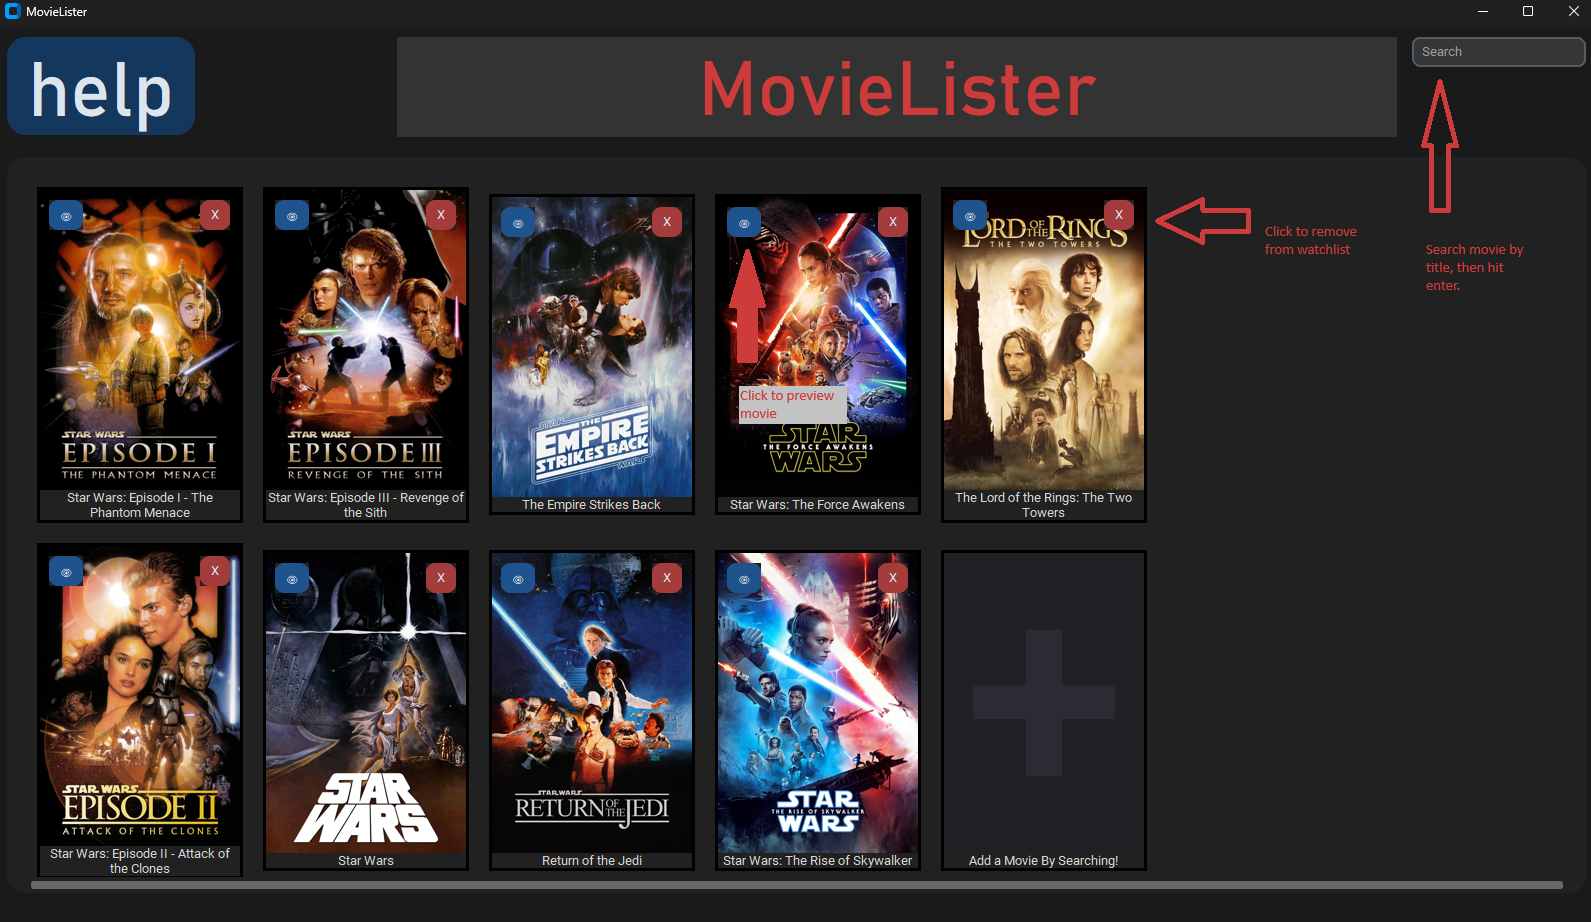 MovieLister
help
MovieLister
Search
X
X
X
X
X
LORD OF THE RINGS
THE TWO TOWERS
Click to remove
from watchlist
Search movie by
title, then hit
enter.
Click to preview
movie
STAR WARS
EPISODE I
THE PHANTOM MENACE
STAR WARS
EPISODE III
REVENGE OF THE SITH
STAR
THE
EMPIRE
STRIKES BACK
WARS
STAR
THE FORCE AWAKENS
WARS
Star Wars: Episode I - The
Phantom Menace
Star Wars: Episode III - Revenge of
the Sith
The Empire Strikes Back
Star Wars: The Force Awakens
The Lord of the Rings: The Two
Towers
X
X
X
X
STAR WARS
EPISODE II
ATTACK OF THE CLONES
STAR
WARS
STAR WARS
RETURN OF THE JEDI
STAR
THE RISE OF SKYWALKER
WARS
Star Wars: Episode II - Attack of
the Clones
Star Wars
Return of the Jedi
Star Wars: The Rise of Skywalker
Add a Movie By Searching!